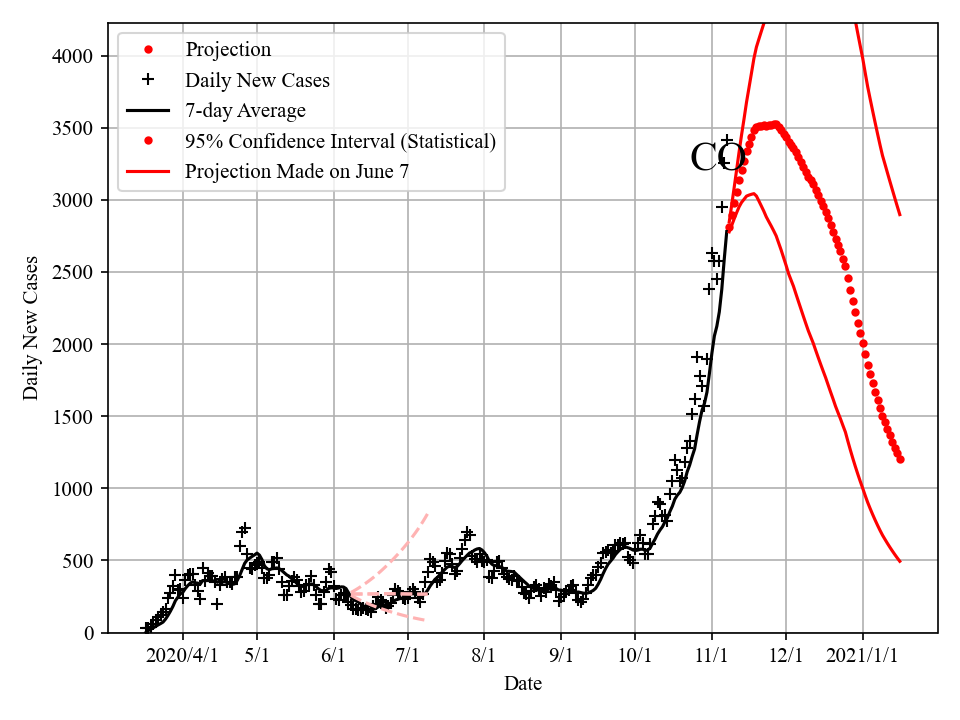 4000
3500
3000
2500
2000
1500
1000
500
0
Daily New Cases
Projection
Daily New Cases
7-day Average
95% Confidence Interval (Statistical)
Projection Made on June 7
CO
2020/4/1 5/1 6/1 7/1 8/1 9/1 10/1 11/1 12/1 2021/1/1
Date